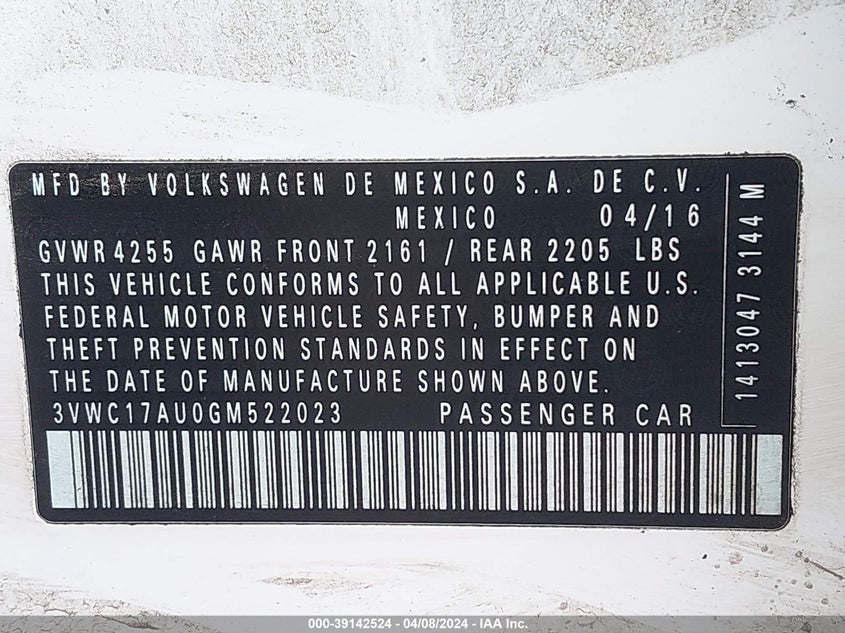 MFD BY VOLKSWAGEN DE MEXICO S.A. DE C.V.
MEXICO 04/16
GVWR 4255 GAWR FRONT 2161 / REAR 2205 LBS
THIS VEHICLE CONFORMS TO ALL APPLICABLE U.S.
FEDERAL MOTOR VEHICLE SAFETY, BUMPER AND
THEFT PREVENTION STANDARDS IN EFFECT ON
THE DATE OF MANUFACTURE SHOWN ABOVE.
3VWC17AU0GM522023 PASSENGER CAR
1413047 3144 M
000-39142524 - 04/08/2024 - IAA Inc.